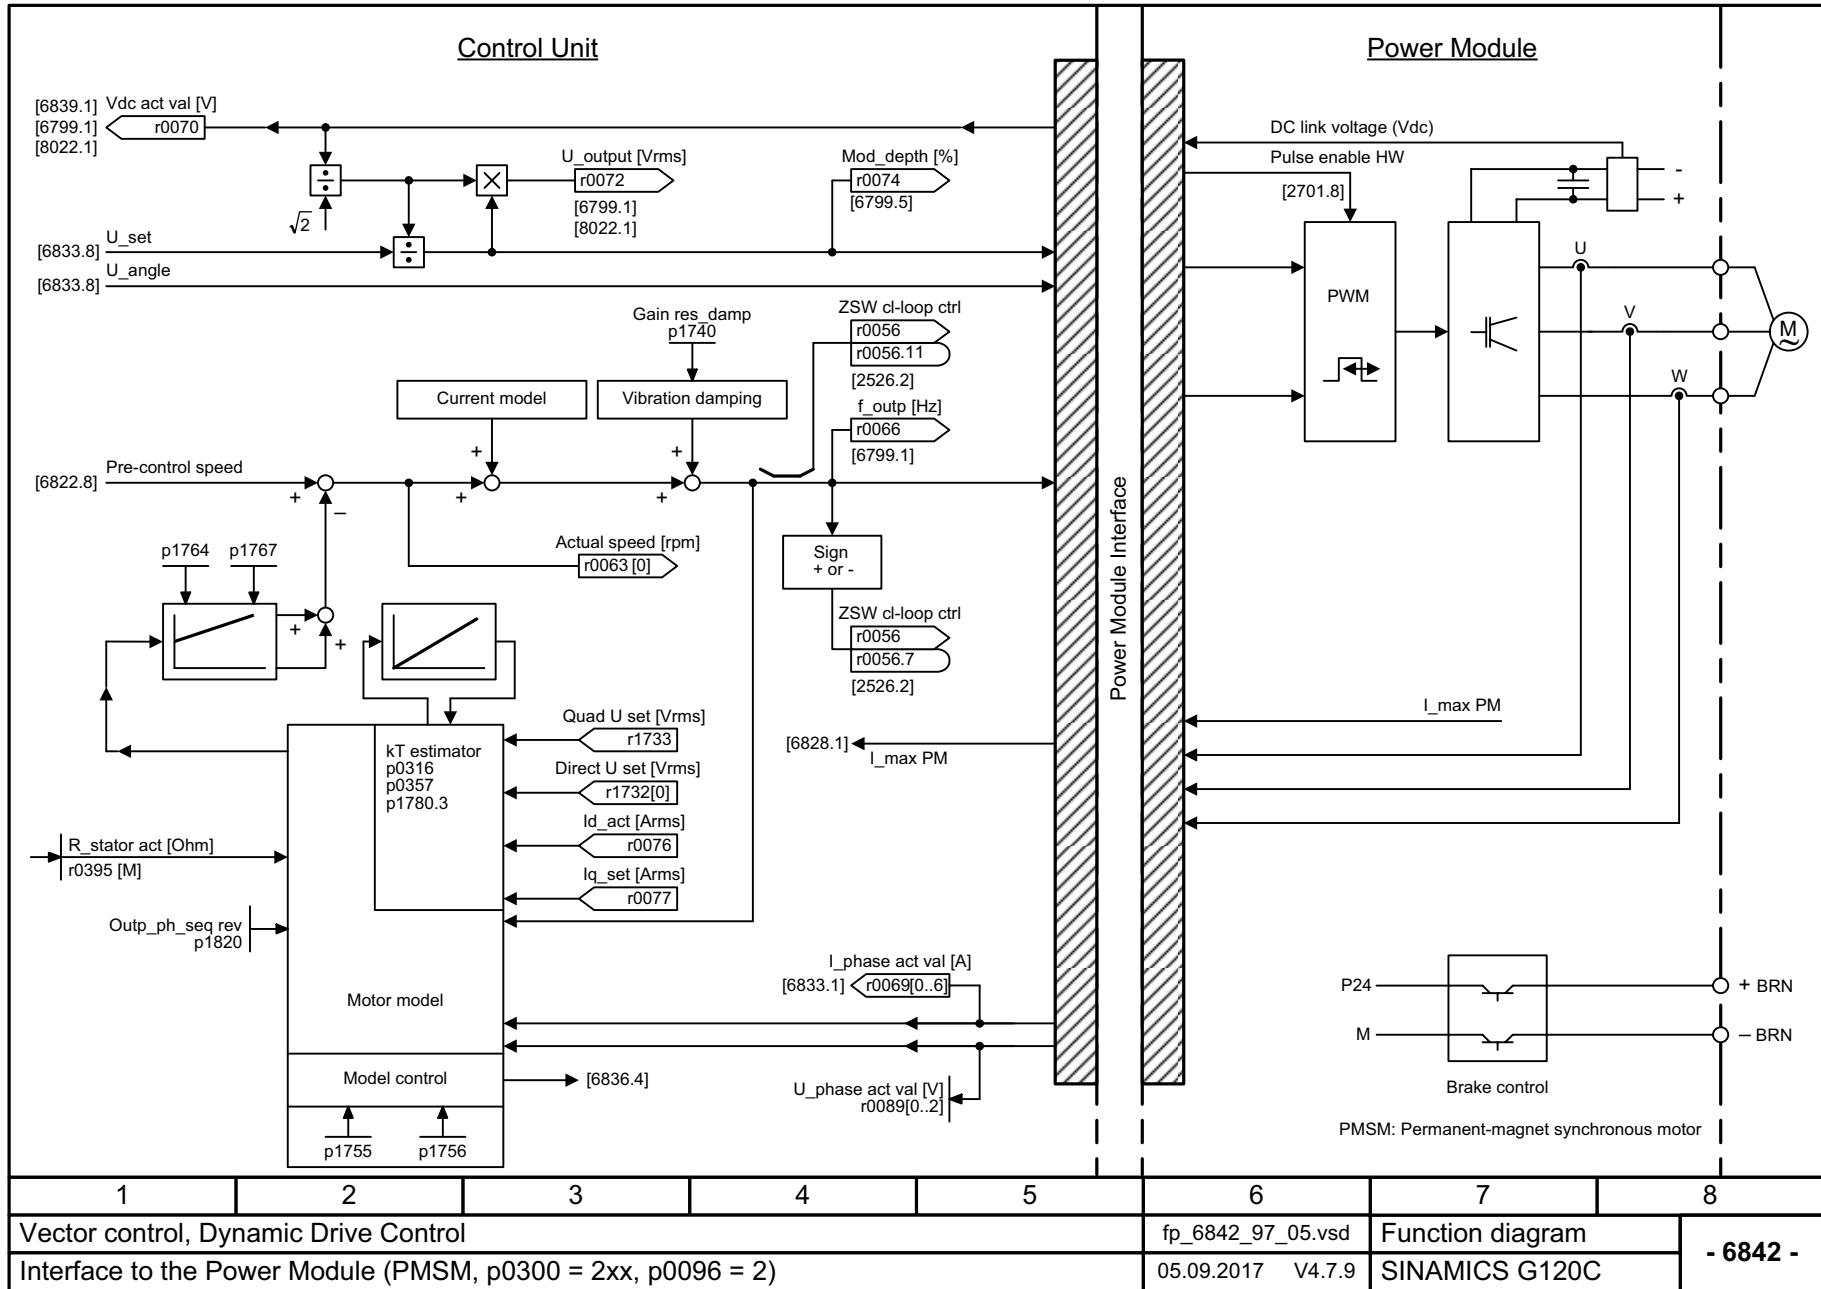 Control Unit
Power Module
[6839.1] Vdc act val [V]
[6799.1] r0070
[8022.1]
÷
√2
×
U_output [Vrms]
r0072
[6799.1]
[8022.1]
Mod_depth [%]
r0074
[6799.5]
[6833.8] U_set
÷
[6833.8] U_angle
Gain res_damp
p1740
ZSW cl-loop ctrl
r0056
r0056.11
[2526.2]
Current model
Vibration damping
f_outp [Hz]
r0066
[6799.1]
[6822.8] Pre-control speed
+
–
+
+
+
+
Actual speed [rpm]
r0063 [0]
Sign
+ or -
ZSW cl-loop ctrl
r0056
r0056.7
[2526.2]
p1764
p1767
+
+
kT estimator
p0316
p0357
p1780.3
Quad U set [Vrms]
r1733
Direct U set [Vrms]
r1732[0]
Id_act [Arms]
r0076
Iq_set [Arms]
r0077
[6828.1]
I_max PM
R_stator act [Ohm]
r0395 [M]
Outp_ph_seq rev
p1820
Motor model
I_phase act val [A]
[6833.1] r0069[0..6]
Model control
[6836.4]
U_phase act val [V]
r0089[0..2]
p1755
p1756
Power Module Interface
DC link voltage (Vdc)
Pulse enable HW
[2701.8]
-
+
PWM
U
V
W
M
~
I_max PM
P24
M
+ BRN
– BRN
Brake control
PMSM: Permanent-magnet synchronous motor
1 2 3 4 5 6 7 8
Vector control, Dynamic Drive Control
fp_6842_97_05.vsd
Function diagram
- 6842 -
Interface to the Power Module (PMSM, p0300 = 2xx, p0096 = 2)
05.09.2017 V4.7.9
SINAMICS G120C